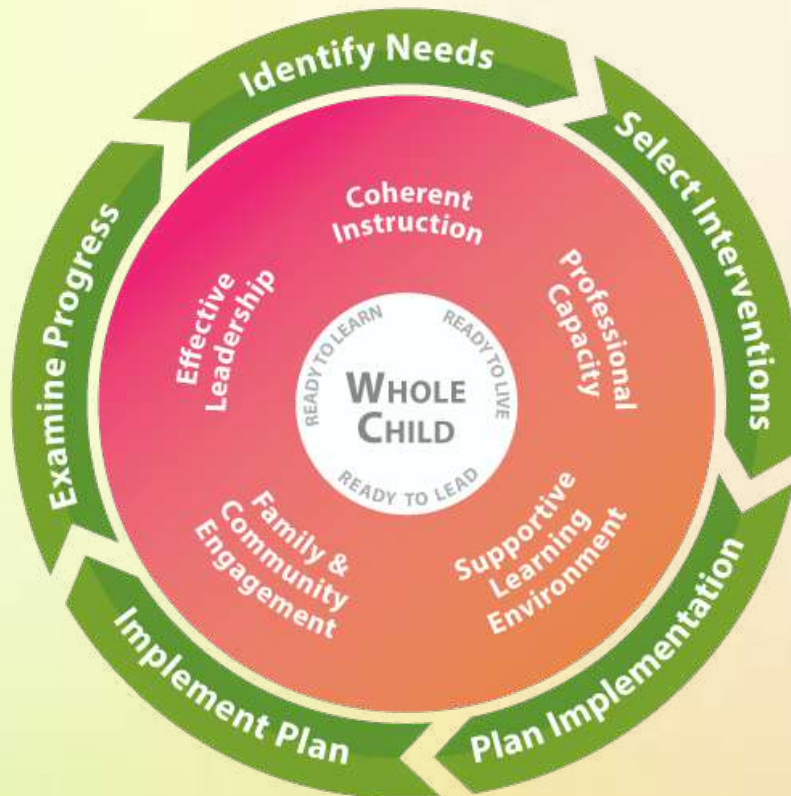 Identify Needs
Select Interventions
Plan Implementation
Implement Plan
Examine Progress
Coherent
Instruction
Professional
Capacity
Supportive
Learning
Environment
Family &
Community
Engagement
Effective
Leadership
READY TO LEARN
READY TO LIVE
READY TO LEAD
WHOLE
CHILD